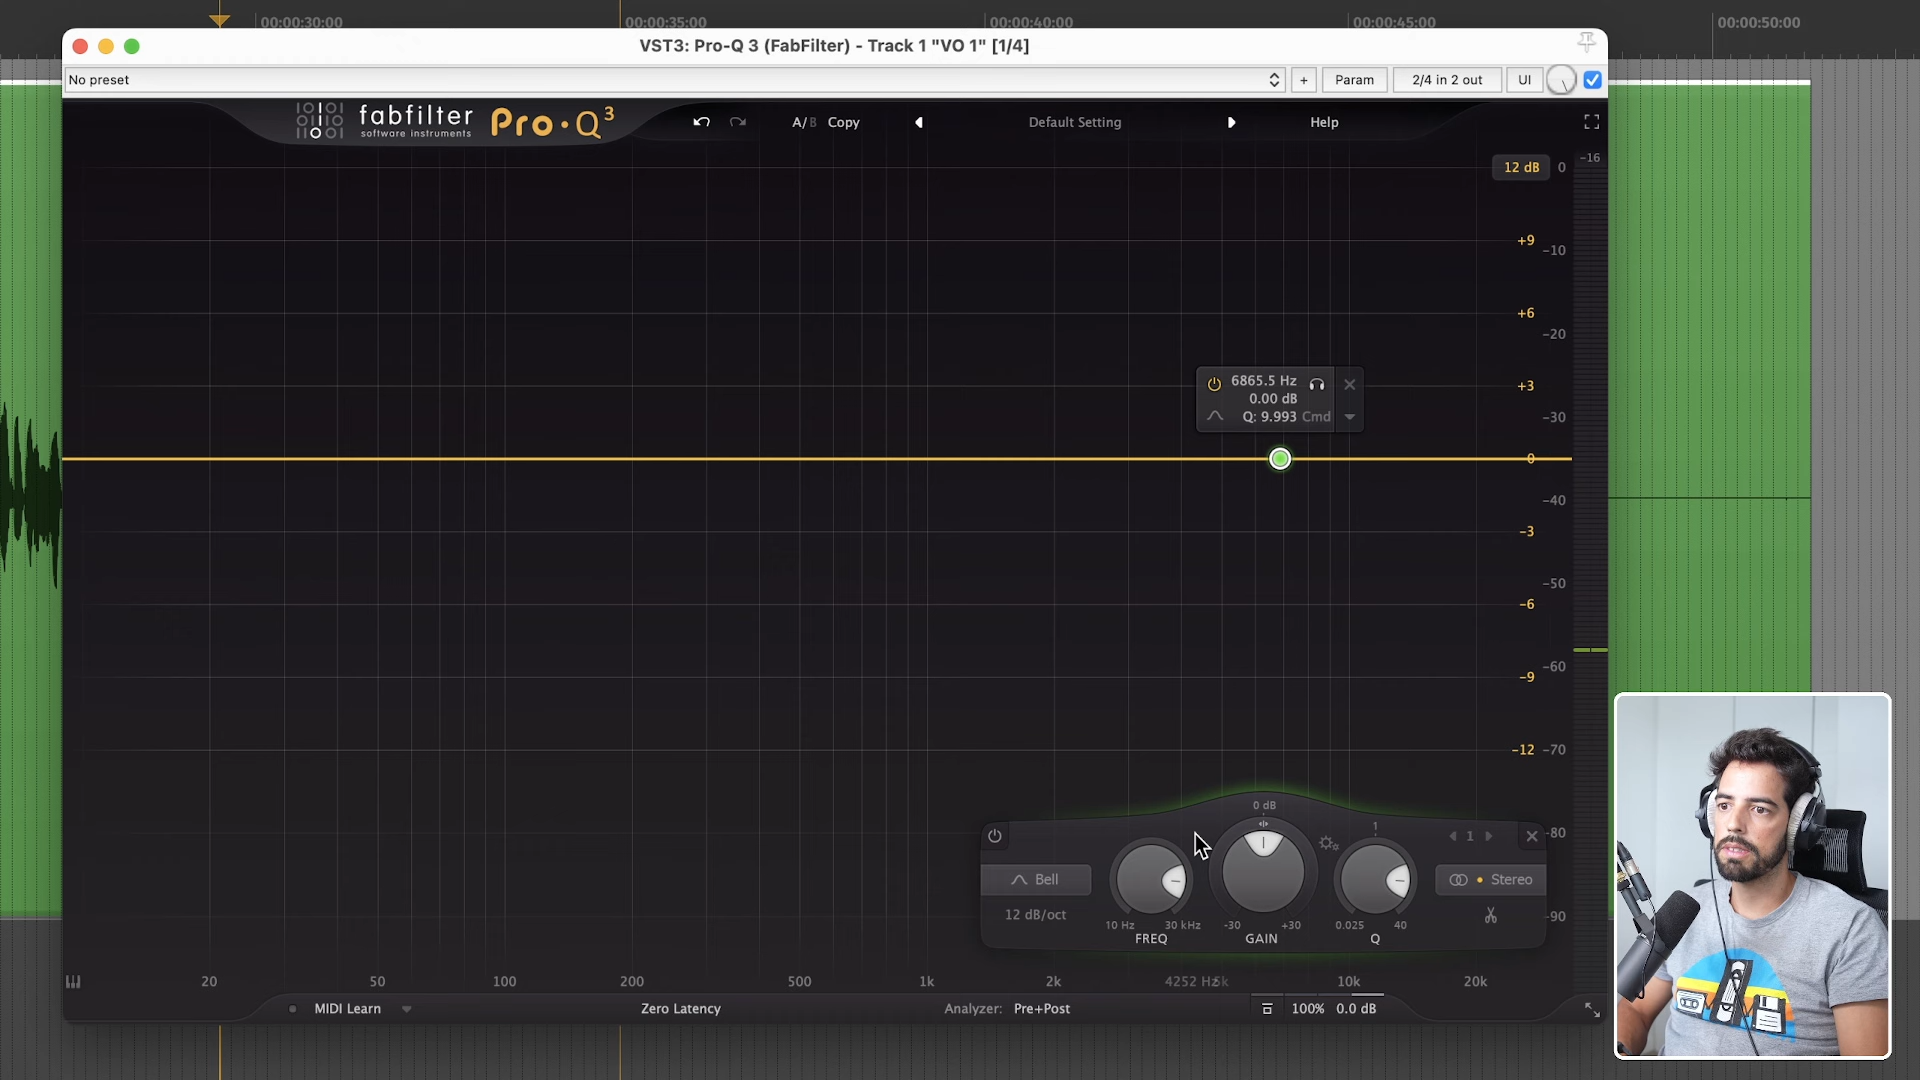 00:00:30:00
00:00:35:00
00:00:40:00
00:00:45:00
00:00:50:00
VST3: Pro-Q 3 (FabFilter) - Track 1 "VO 1" [1/4]
No preset
+
Param
2/4 in 2 out
UI
fabfilter
software instruments
Pro·Q3
A/B
Copy
Default Setting
Help
12 dB
0
-16
+9
-10
+6
-20
+3
-30
0
-40
-3
-50
-6
-60
-9
-12
-70
-80
-90
6865.5 Hz
0.00 dB
Q: 9.993 Cmd
0 dB
1
1
Bell
12 dB/oct
10 Hz
30 kHz
FREQ
-30
+30
GAIN
0.025
40
Q
Stereo
20
50
100
200
500
1k
2k
4252 Hz
5k
10k
20k
MIDI Learn
Zero Latency
Analyzer: Pre+Post
100%
0.0 dB